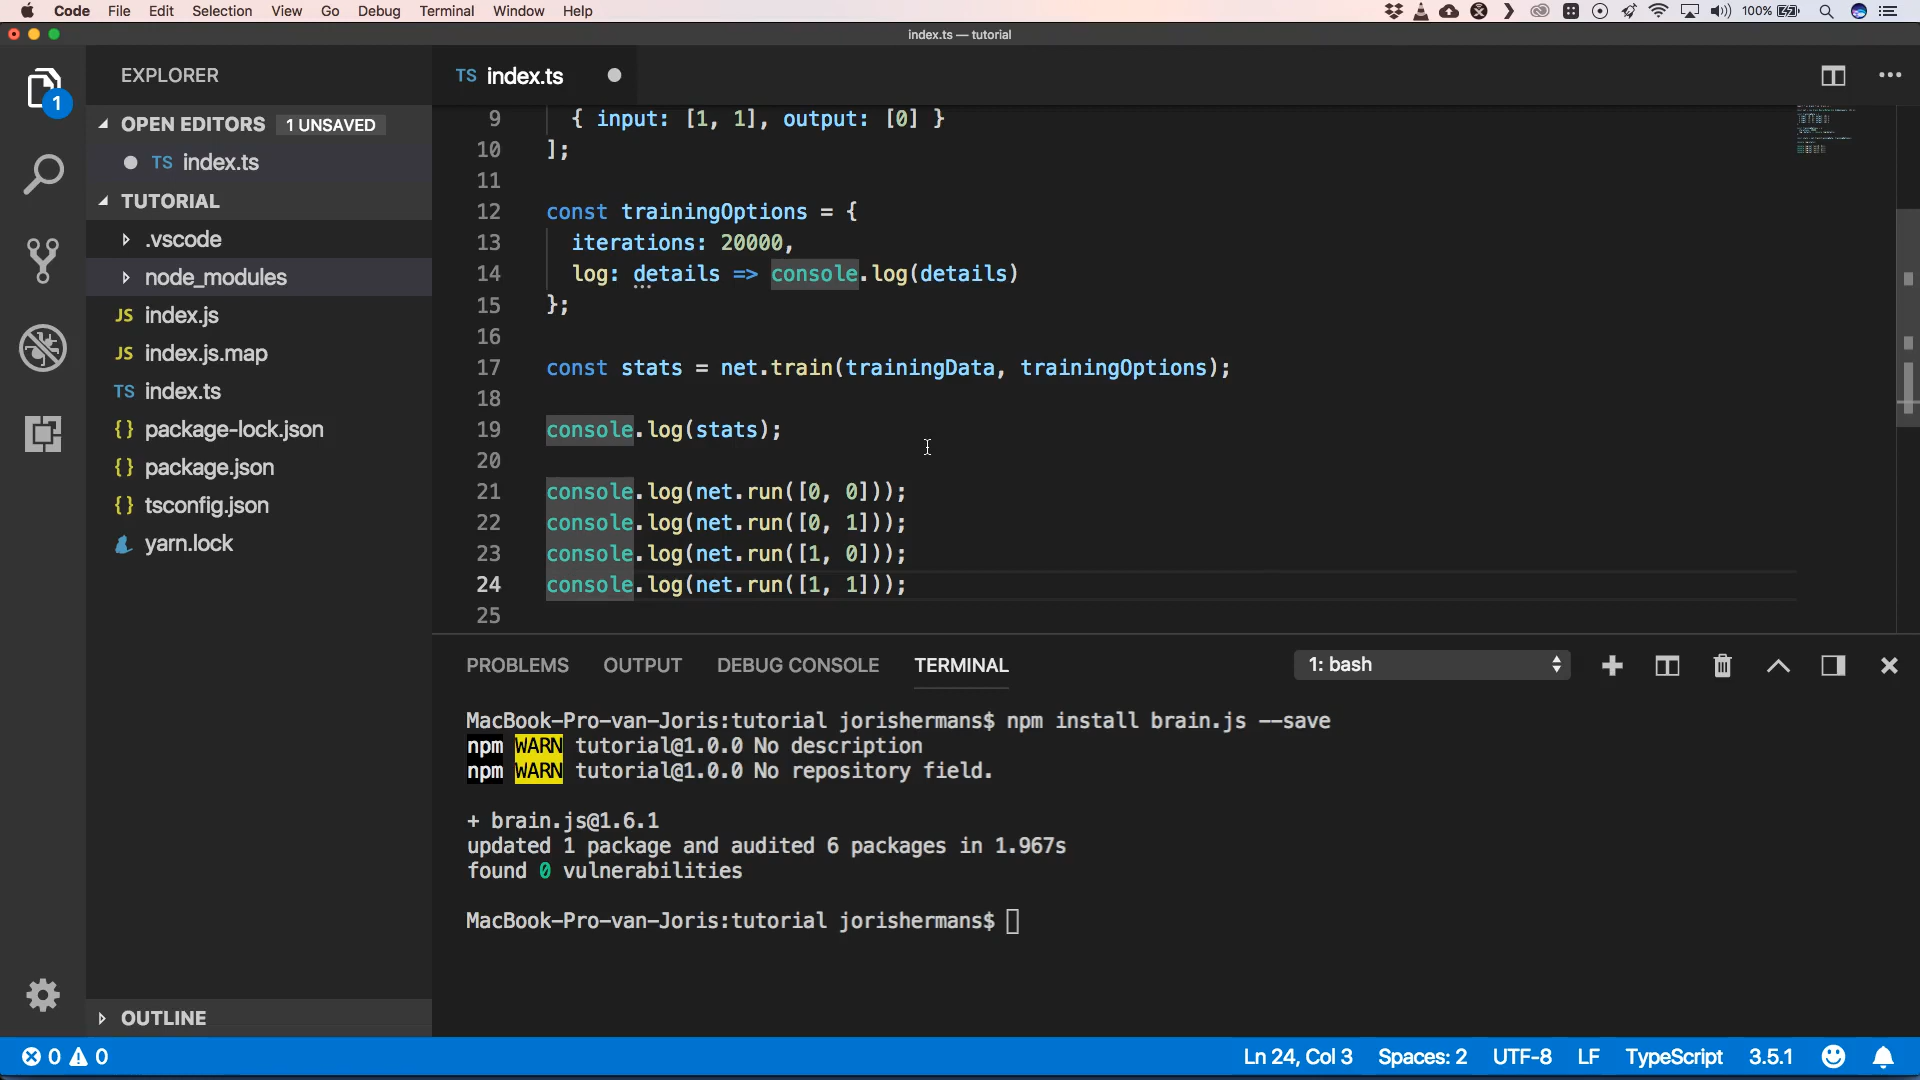 Code File Edit Selection View Go Debug Terminal Window Help
100%
index.ts — tutorial
EXPLORER
1
OPEN EDITORS 1 UNSAVED
TS index.ts
TUTORIAL
.vscode
node_modules
JS index.js
JS index.js.map
TS index.ts
{} package-lock.json
{} package.json
{} tsconfig.json
yarn.lock
OUTLINE
TS index.ts
9 { input: [1, 1], output: [0] }
10 ];
11
12 const trainingOptions = {
13 iterations: 20000,
14 log: details => console.log(details)
15 };
16
17 const stats = net.train(trainingData, trainingOptions);
18
19 console.log(stats);
20
21 console.log(net.run([0, 0]));
22 console.log(net.run([0, 1]));
23 console.log(net.run([1, 0]));
24 console.log(net.run([1, 1]));
25
PROBLEMS OUTPUT DEBUG CONSOLE TERMINAL 1: bash
MacBook-Pro-van-Joris:tutorial jorishermans$ npm install brain.js --save
npm WARN tutorial@1.0.0 No description
npm WARN tutorial@1.0.0 No repository field.
+ brain.js@1.6.1
updated 1 package and audited 6 packages in 1.967s
found 0 vulnerabilities
MacBook-Pro-van-Joris:tutorial jorishermans$
0 0 Ln 24, Col 3 Spaces: 2 UTF-8 LF TypeScript 3.5.1